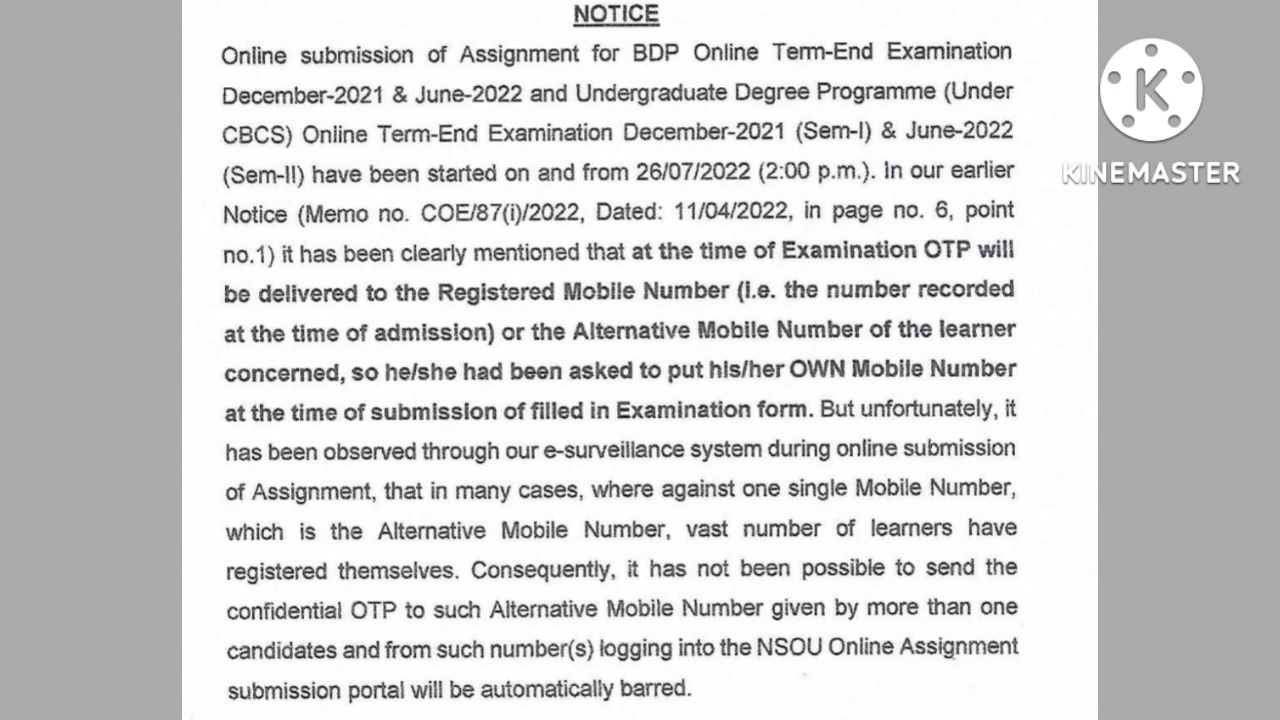 NOTICE
Online submission of Assignment for BDP Online Term-End Examination
December-2021 & June-2022 and Undergraduate Degree Programme (Under
CBCS) Online Term-End Examination December-2021 (Sem-I) & June-2022
(Sem-II) have been started on and from 26/07/2022 (2:00 p.m.). In our earlier
Notice (Memo no. COE/87(i)/2022, Dated: 11/04/2022, in page no. 6, point
no.1) it has been clearly mentioned that at the time of Examination OTP will
be delivered to the Registered Mobile Number (i.e. the number recorded
at the time of admission) or the Alternative Mobile Number of the learner
concerned, so he/she had been asked to put his/her OWN Mobile Number
at the time of submission of filled in Examination form. But unfortunately, it
has been observed through our e-surveillance system during online submission
of Assignment, that in many cases, where against one single Mobile Number,
which is the Alternative Mobile Number, vast number of learners have
registered themselves. Consequently, it has not been possible to send the
confidential OTP to such Alternative Mobile Number given by more than one
candidates and from such number(s) logging into the NSOU Online Assignment
submission portal will be automatically barred.
K
KINEMASTER